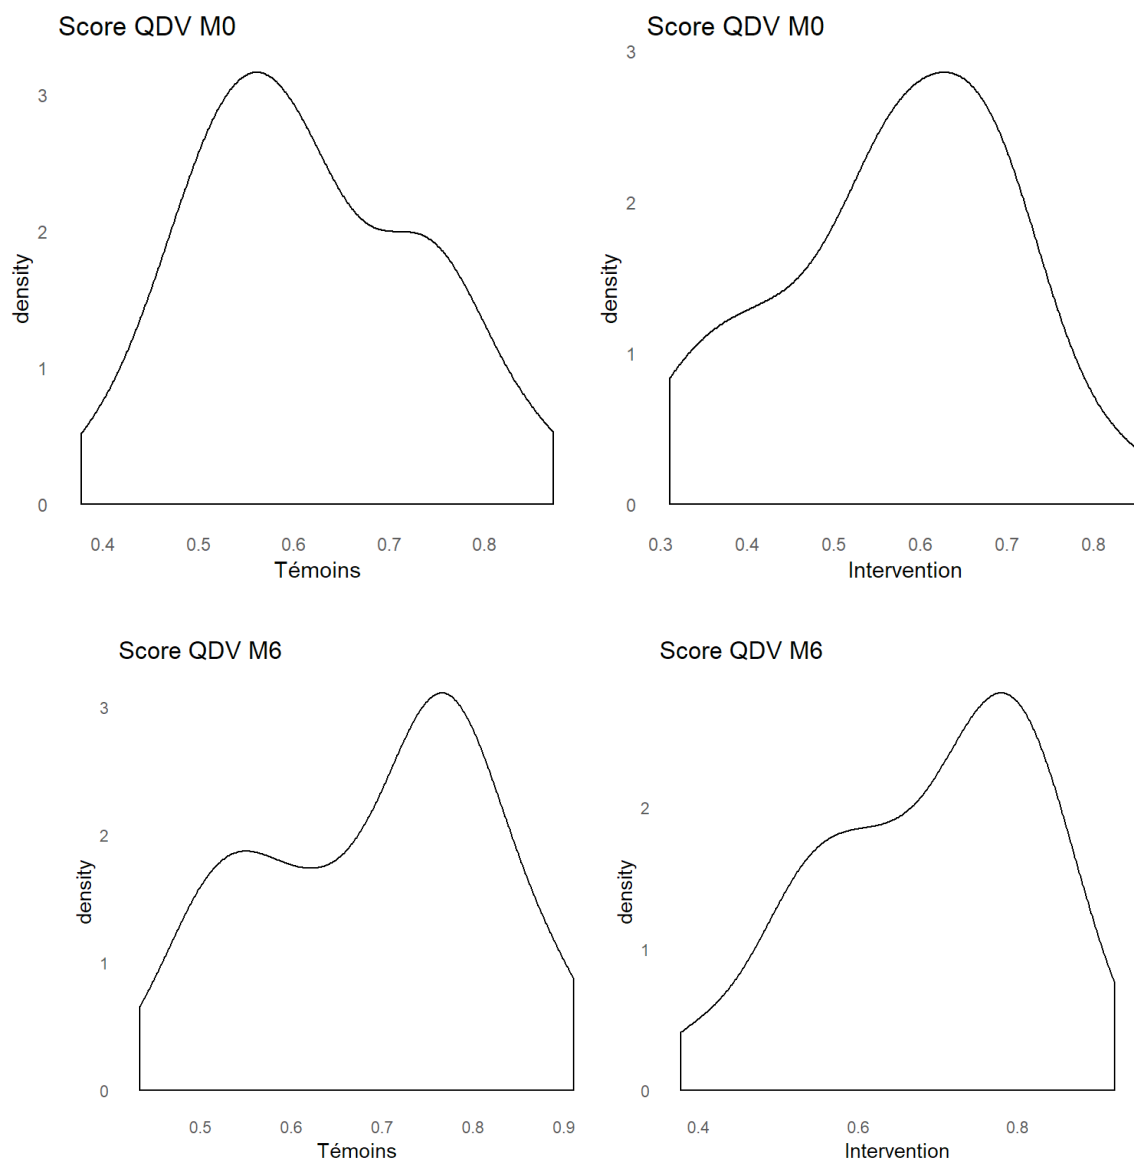 Score QDV M0
3
2
1
0
density
0.4 0.5 0.6 0.7 0.8
Témoins
Score QDV M0
3
2
1
0
density
0.3 0.4 0.5 0.6 0.7 0.8
Intervention
Score QDV M6
3
2
1
0
density
0.5 0.6 0.7 0.8 0.9
Témoins
Score QDV M6
2
1
0
density
0.4 0.6 0.8
Intervention